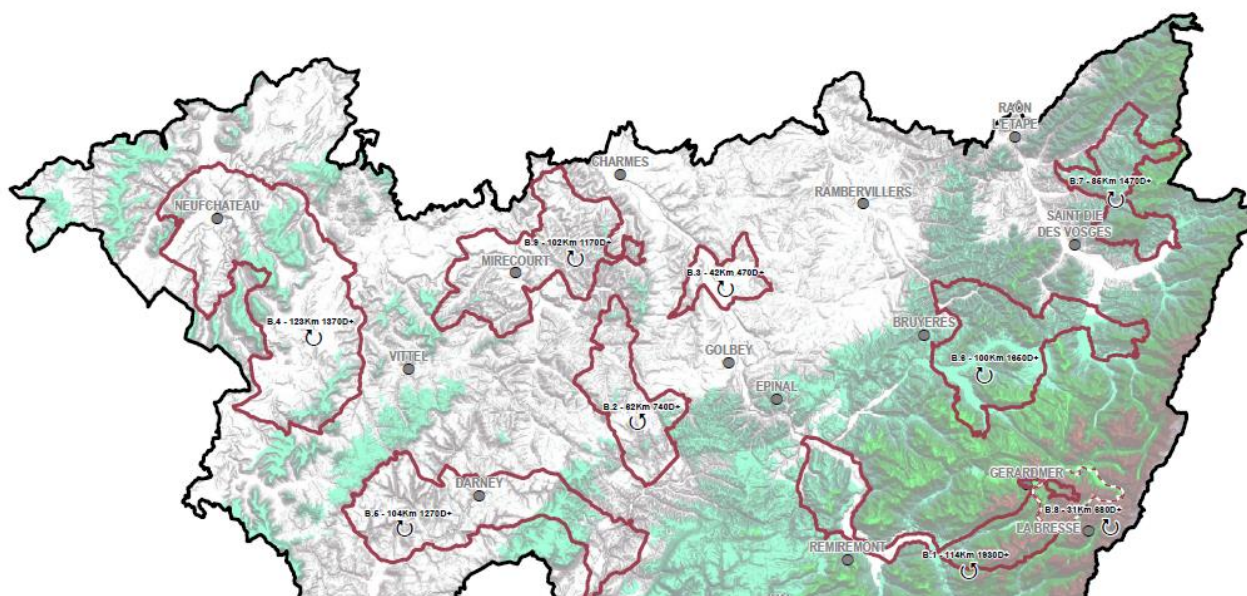 RAON
L'ETAPE
CHARMES
B.7 - 85Km 1470D+
RAMBERVILLERS
NEUFCHATEAU
SAINT DIE
DES VOSGES
B.9 - 102Km 1170D+
MIRECOURT
B.3 - 42Km 470D+
B.4 - 123Km 1370D+
BRUYERES
VITTEL
GOLBEY
B.6 - 100Km 1650D+
EPINAL
B.2 - 62Km 740D+
GERARDMER
DARNEY
B.5 - 104Km 1270D+
B.8 - 31Km 680D+
LA BRESSE
REMIREMONT
B.1 - 114Km 1930D+